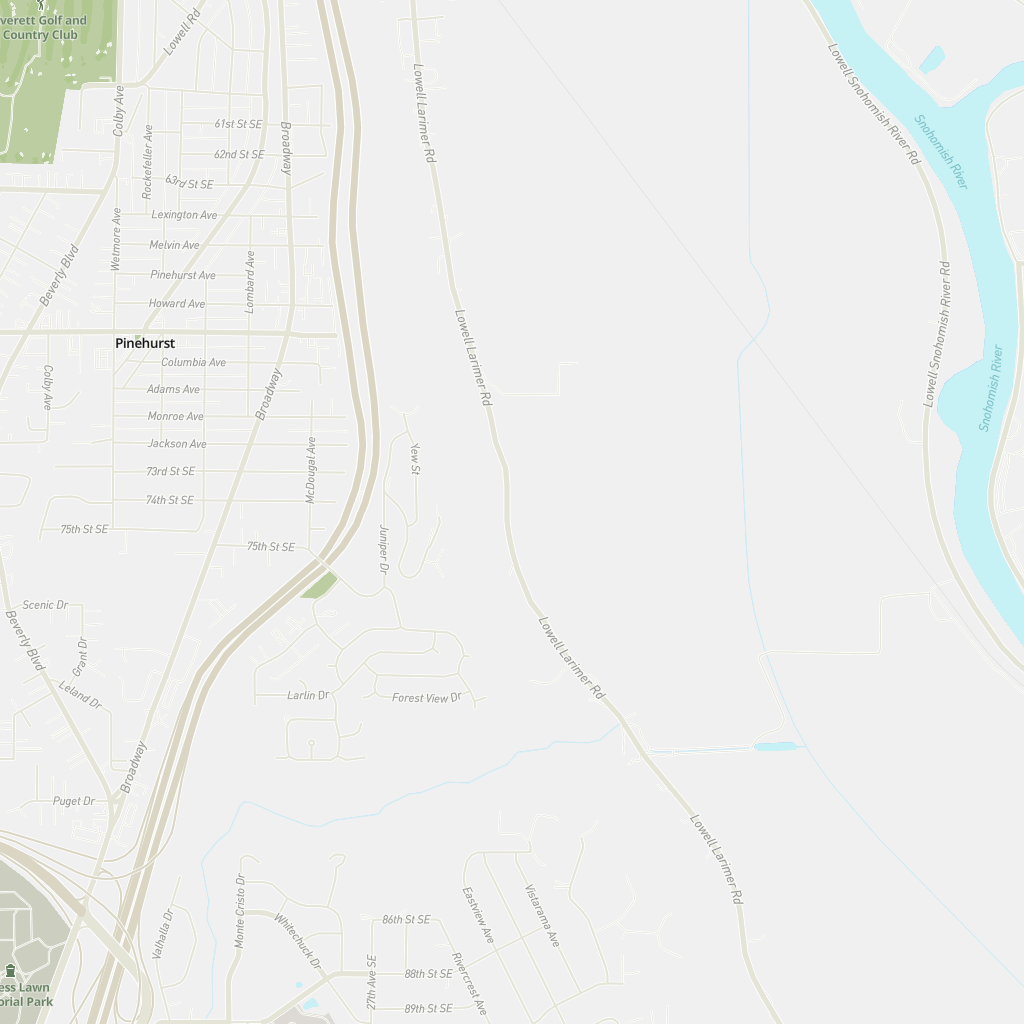 verett Golf and
Country Club
Lowell Rd
Colby Ave
Rockefeller Ave
Broadway
61st St SE
62nd St SE
63rd St SE
Lowell Larimer Rd
Lowell Snohomish River Rd
Snohomish River
Wetmore Ave
Lexington Ave
Melvin Ave
Beverly Blvd
Lombard Ave
Pinehurst Ave
Howard Ave
Pinehurst
Columbia Ave
Colby Ave
Adams Ave
Broadway
Monroe Ave
Jackson Ave
McDougal Ave
73rd St SE
74th St SE
75th St SE
75th St SE
Yew St
Juniper Dr
Lowell Larimer Rd
Lowell Snohomish River Rd
Snohomish River
Scenic Dr
Beverly Blvd
Grant Dr
Leland Dr
Larlin Dr
Forest View Dr
Lowell Larimer Rd
Broadway
Puget Dr
Lowell Larimer Rd
Monte Cristo Dr
Valhalla Dr
Whitechuck Dr
86th St SE
Eastview Ave
Vistarama Ave
27th Ave SE
88th St SE
Rivercrest Ave
89th St SE
ess Lawn
orial Park